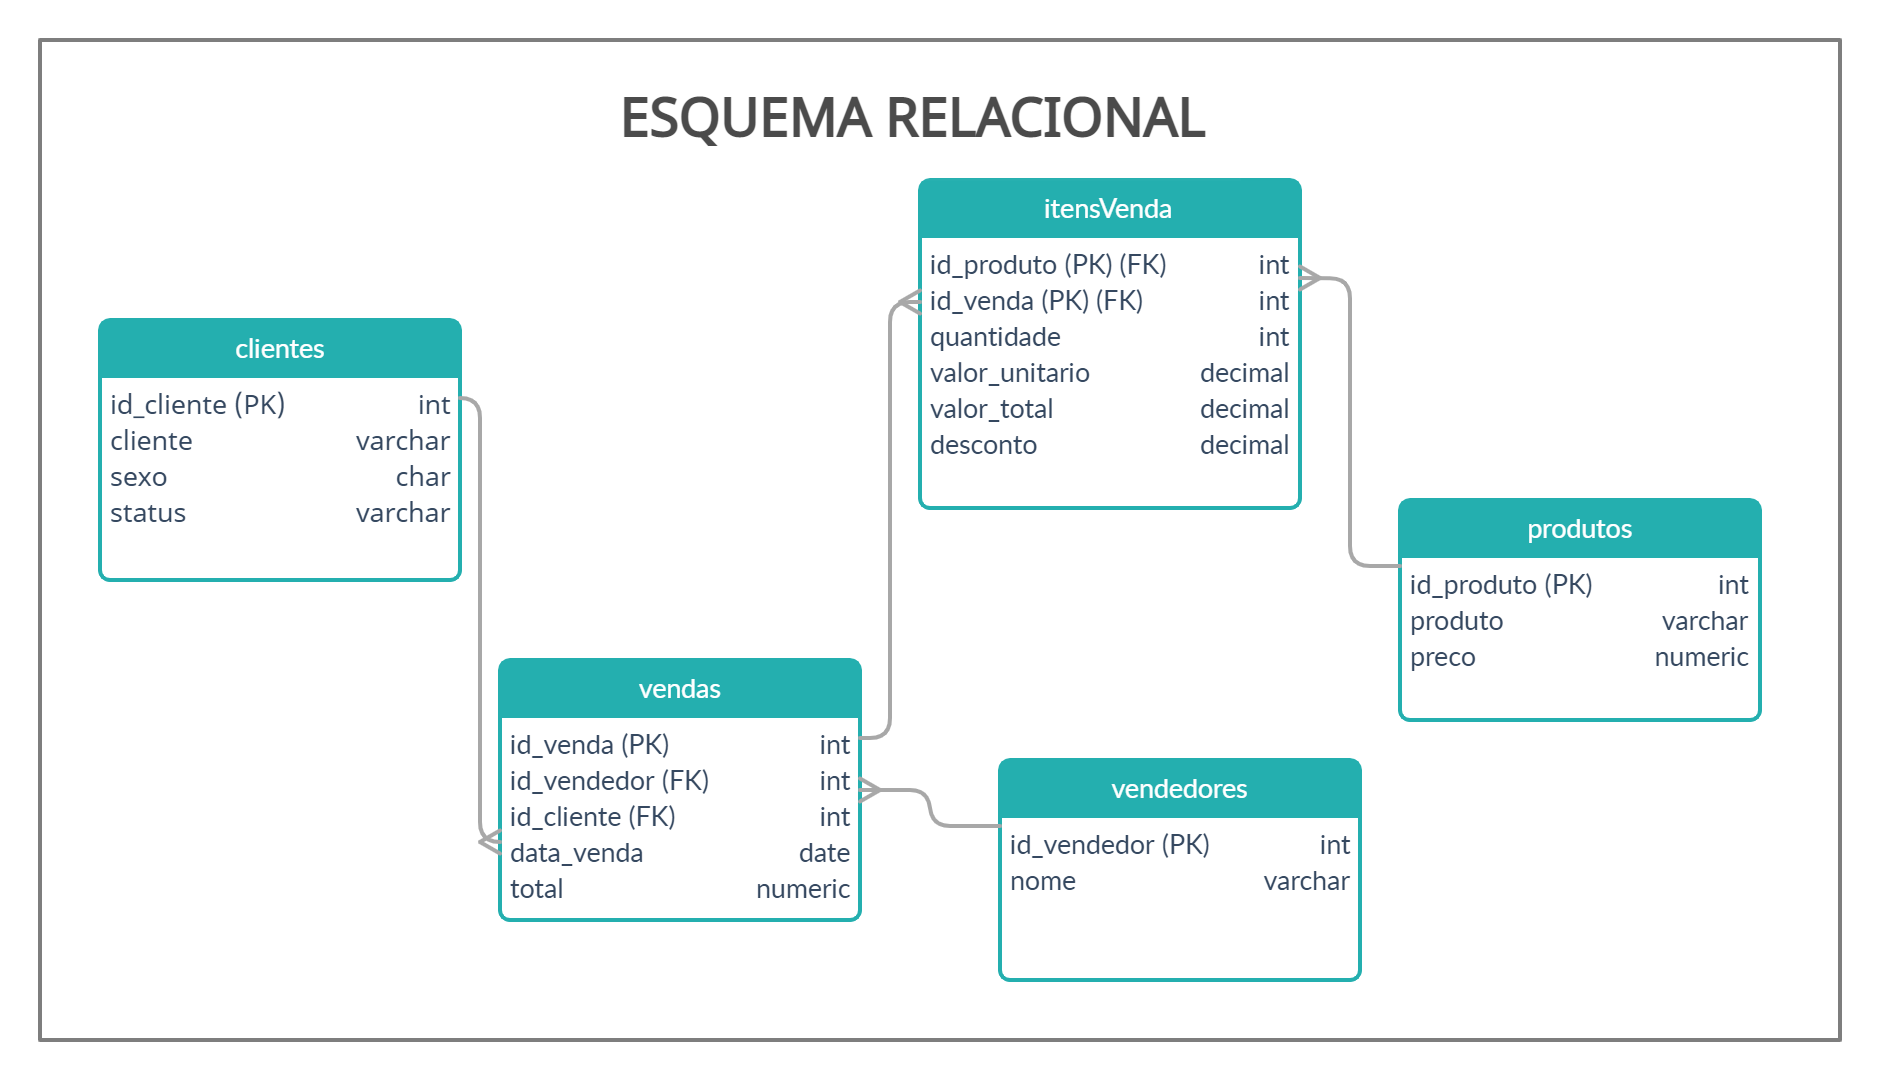 ESQUEMA RELACIONAL
clientes
id_cliente (PK) int
cliente varchar
sexo char
status varchar
vendas
id_venda (PK) int
id_vendedor (FK) int
id_cliente (FK) int
data_venda date
total numeric
itensVenda
id_produto (PK) (FK) int
id_venda (PK) (FK) int
quantidade int
valor_unitario decimal
valor_total decimal
desconto decimal
vendedores
id_vendedor (PK) int
nome varchar
produtos
id_produto (PK) int
produto varchar
preco numeric